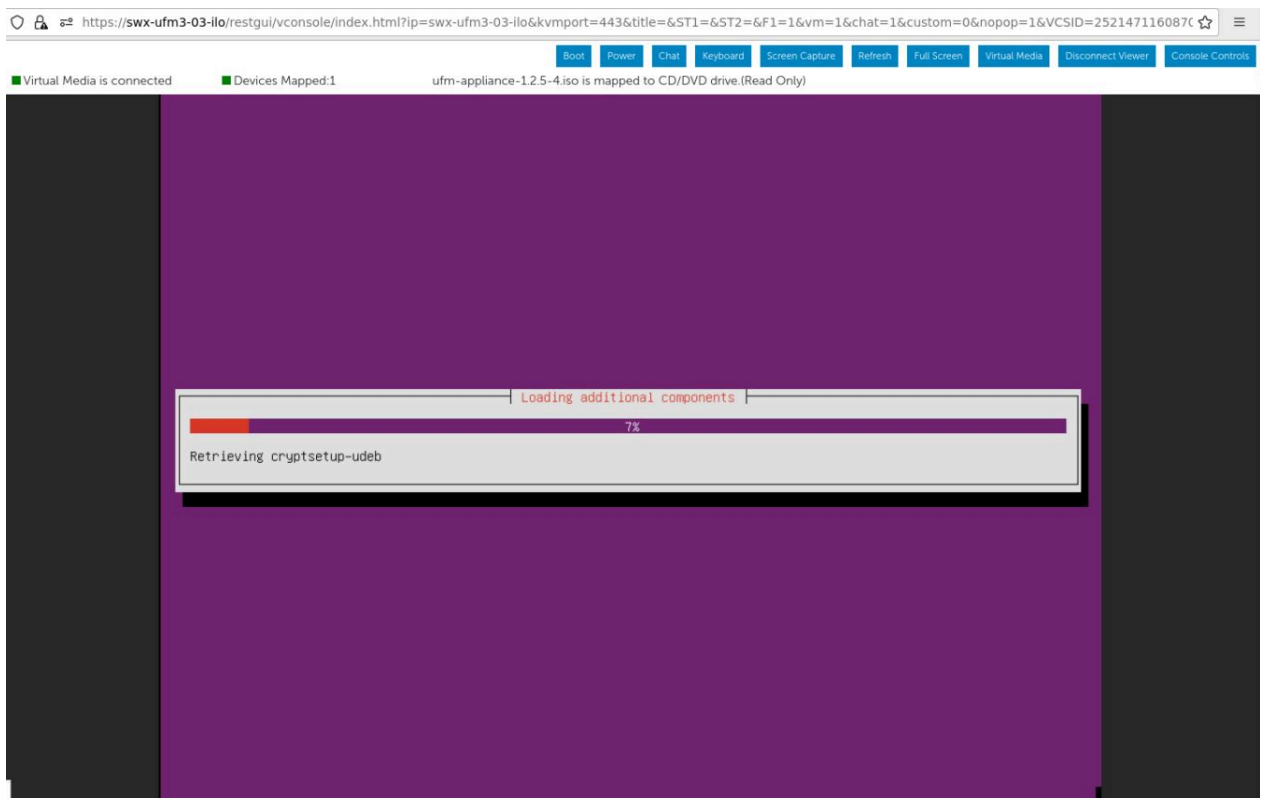 https://swx-ufm3-03-ilo/restgui/vconsole/index.html?ip=swx-ufm3-03-ilo&kvmport=443&title=&ST1=&ST2=&F1=1&vm=1&chat=1&custom=0&nopop=1&VCSID=2521471160870
Boot Power Chat Keyboard Screen Capture Refresh Full Screen Virtual Media Disconnect Viewer Console Controls
Virtual Media is connected Devices Mapped:1 ufm-appliance-1.2.5-4.iso is mapped to CD/DVD drive.(Read Only)
Loading additional components
7%
Retrieving cryptsetup-udeb